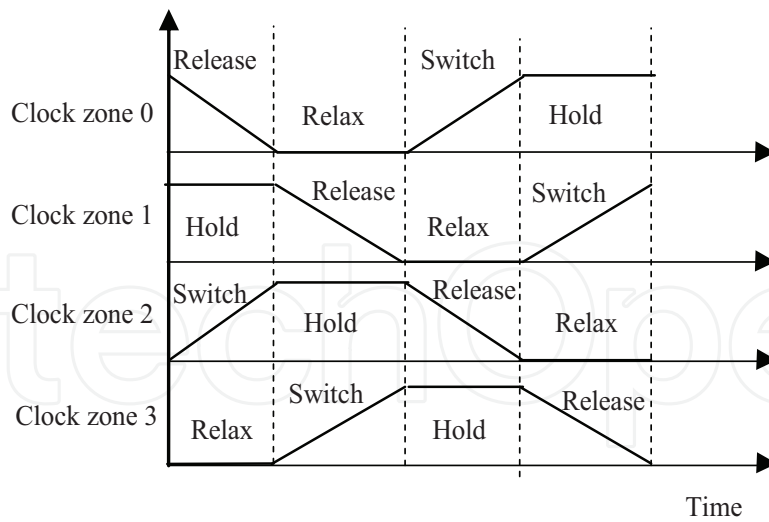 Release Switch
Clock zone 0 Relax Hold
Release Switch
Clock zone 1 Hold Relax
Switch Release
Clock zone 2 Hold Relax
Switch Release
Clock zone 3 Relax Hold
Time
techOpe